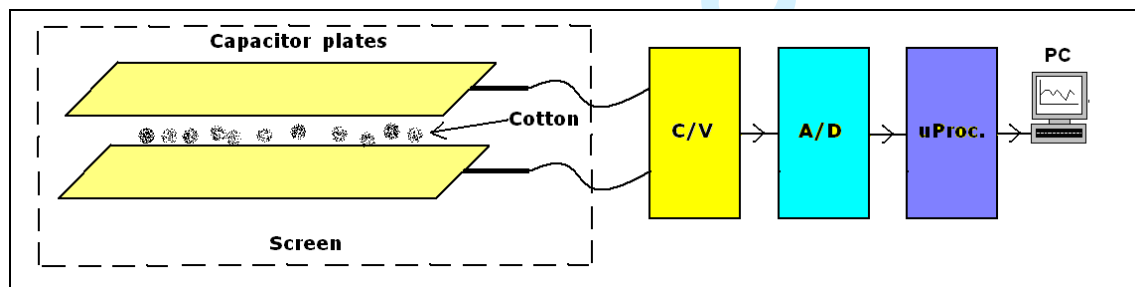 Capacitor plates
Cotton
Screen
C/V
A/D
uProc.
PC